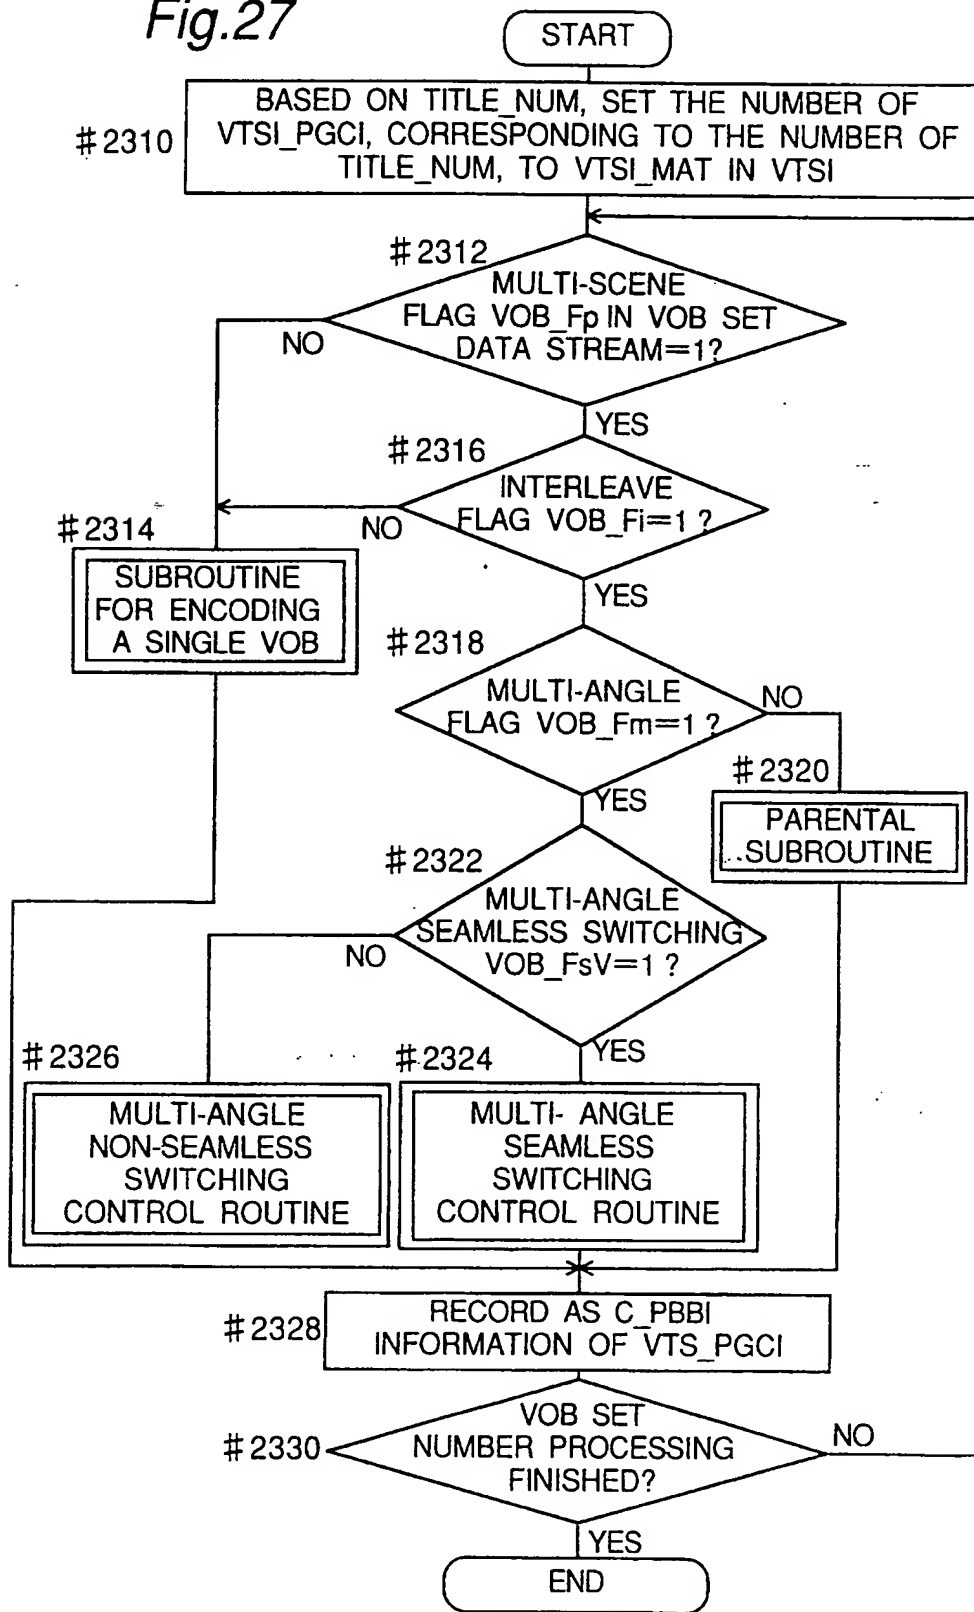 Fig.27
START
#2310
BASED ON TITLE_NUM, SET THE NUMBER OF
VTSI_PGCI, CORRESPONDING TO THE NUMBER OF
TITLE_NUM, TO VTSI_MAT IN VTSI
#2312
MULTI-SCENE
FLAG VOB_Fp IN VOB SET
DATA STREAM=1?
NO
YES
#2316
INTERLEAVE
FLAG VOB_Fi=1?
NO
YES
#2314
SUBROUTINE
FOR ENCODING
A SINGLE VOB
#2318
MULTI-ANGLE
FLAG VOB_Fm=1?
NO
YES
#2320
PARENTAL
SUBROUTINE
#2322
MULTI-ANGLE
SEAMLESS SWITCHING
VOB_FsV=1?
NO
YES
#2326
MULTI-ANGLE
NON-SEAMLESS
SWITCHING
CONTROL ROUTINE
#2324
MULTI- ANGLE
SEAMLESS
SWITCHING
CONTROL ROUTINE
#2328
RECORD AS C_PBBI
INFORMATION OF VTS_PGCI
#2330
VOB SET
NUMBER PROCESSING
FINISHED?
NO
YES
END